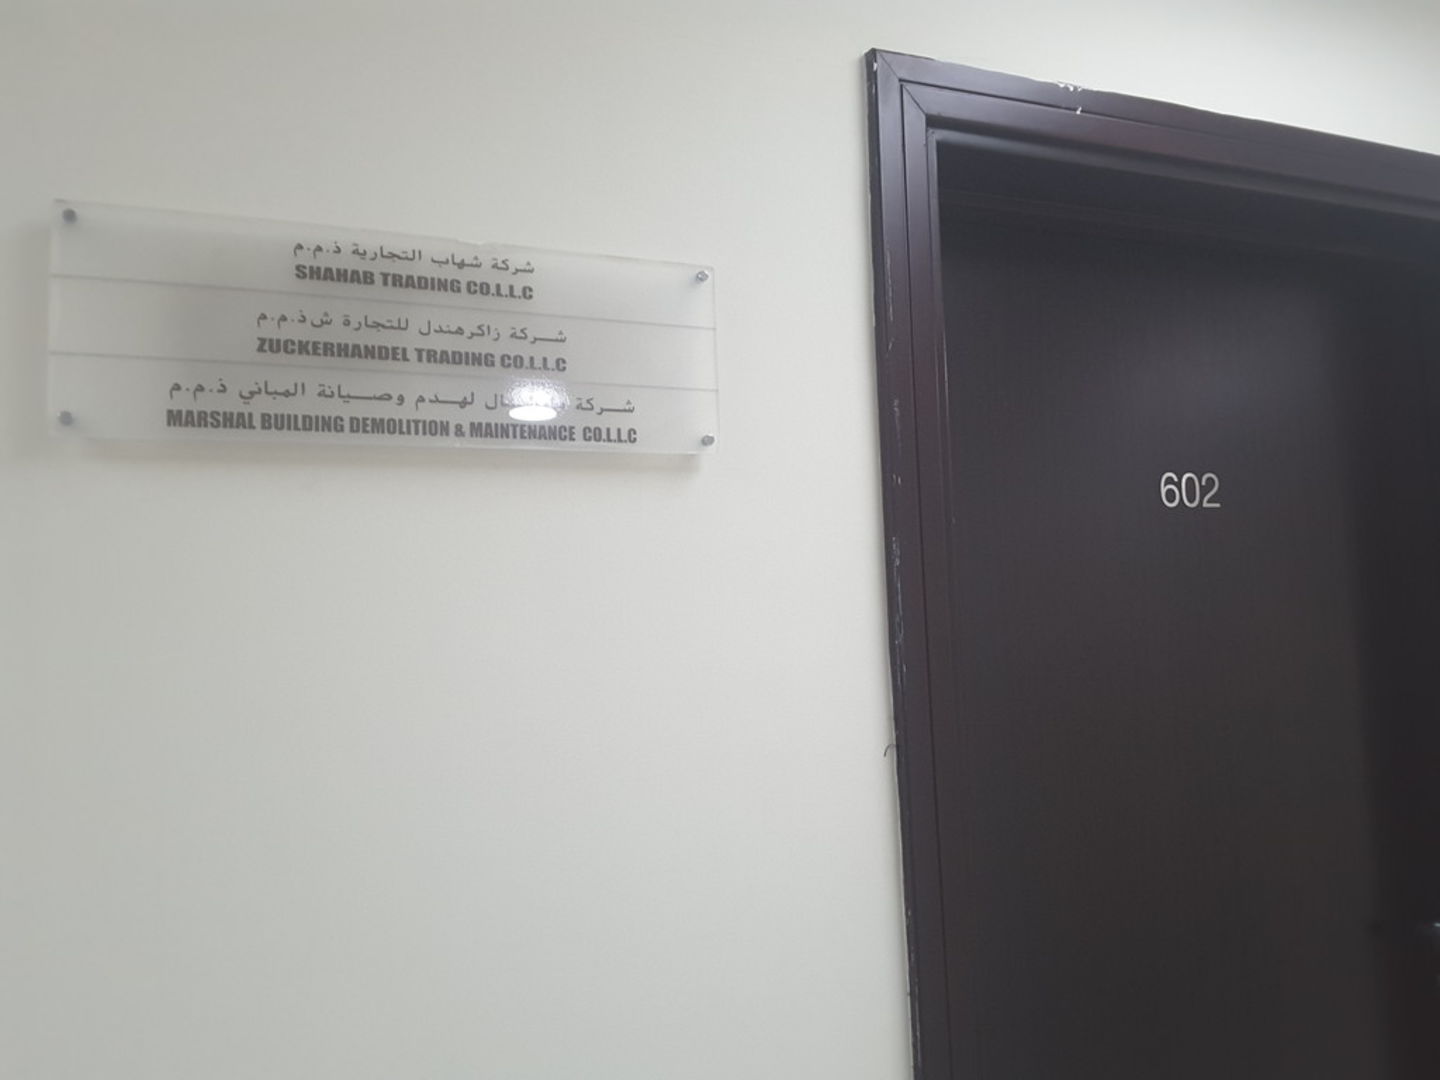 شركة شهاب التجارية ذ.م.م
SHAHAB TRADING CO.L.L.C
شركة زاكرهندل للتجارة ش ذ.م.م
ZUCKERHANDEL TRADING CO.L.L.C
شركة لهدم وصيانة المباني ذ.م.م
MARSHAL BUILDING DEMOLITION & MAINTENANCE CO.L.L.C
602